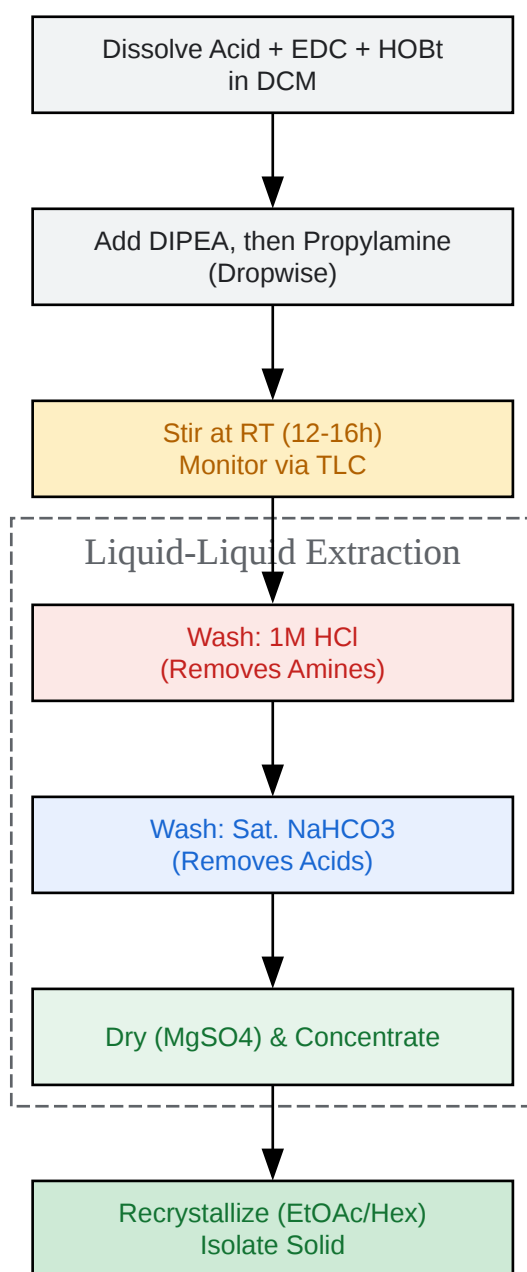 Dissolve Acid + EDC + HOBt
in DCM
Add DIPEA, then Propylamine
(Dropwise)
Stir at RT (12-16h)
Monitor via TLC
Liquid-Liquid Extraction
Wash: 1M HCl
(Removes Amines)
Wash: Sat. NaHCO3
(Removes Acids)
Dry (MgSO4) & Concentrate
Recrystallize (EtOAc/Hex)
Isolate Solid